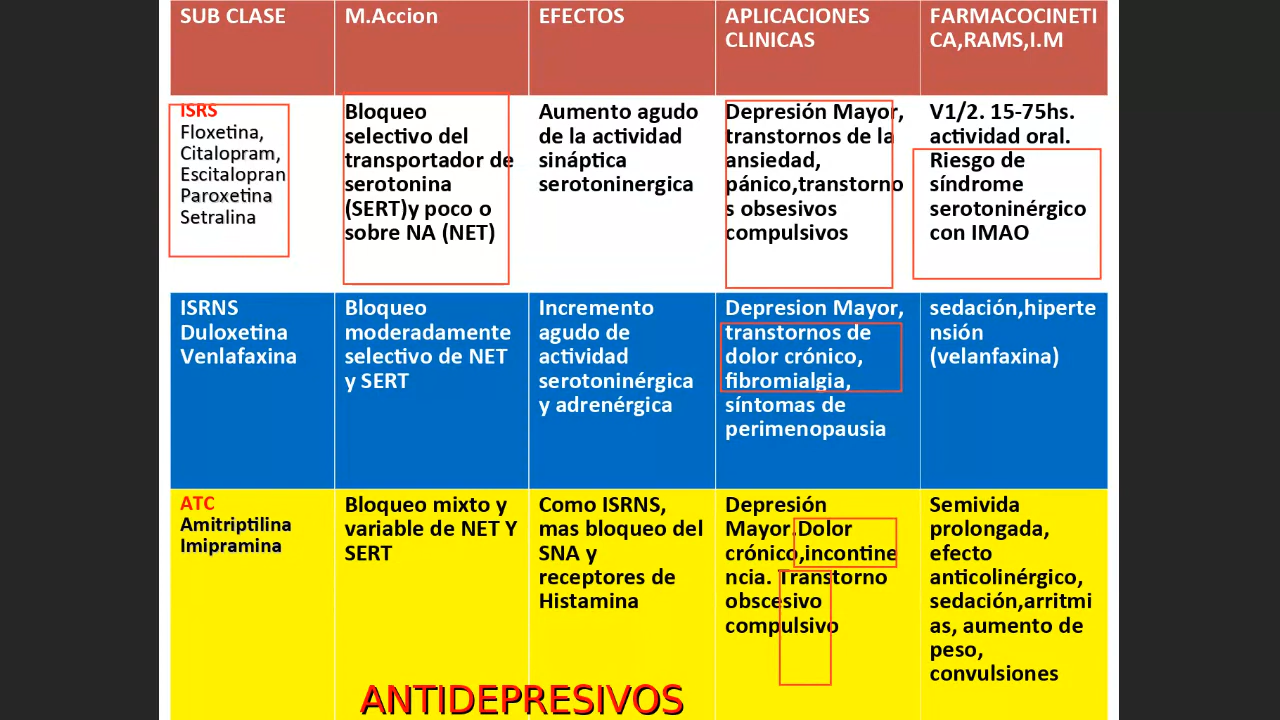 SUB CLASE
M.Accion
EFECTOS
APLICACIONES
CLINICAS
FARMACOCINETI
CA,RAMS,I.M
ISRS
Floxetina,
Citalopram,
Escitalopran
Paroxetina
Setralina
Bloqueo
selectivo del
transportador de
serotonina
(SERT)y poco o
sobre NA (NET)
Aumento agudo
de la actividad
sináptica
serotoninergica
Depresión Mayor,
transtornos de la
ansiedad,
pánico,transtorno
s obsesivos
compulsivos
V1/2. 15-75hs.
actividad oral.
Riesgo de
síndrome
serotoninérgico
con IMAO
ISRNS
Duloxetina
Venlafaxina
Bloqueo
moderadamente
selectivo de NET
y SERT
Incremento
agudo de
actividad
serotoninérgica
y adrenérgica
Depresion Mayor,
transtornos de
dolor crónico,
fibromialgia,
síntomas de
perimenopausia
sedación,hiperte
nsión
(velanfaxina)
ATC
Amitriptilina
Imipramina
Bloqueo mixto y
variable de NET Y
SERT
Como ISRNS,
mas bloqueo del
SNA y
receptores de
Histamina
Depresión
Mayor.Dolor
crónico,incontine
ncia. Transtorno
obscesivo
compulsivo
Semivida
prolongada,
efecto
anticolinérgico,
sedación,arritmi
as, aumento de
peso,
convulsiones
ANTIDEPRESIVOS